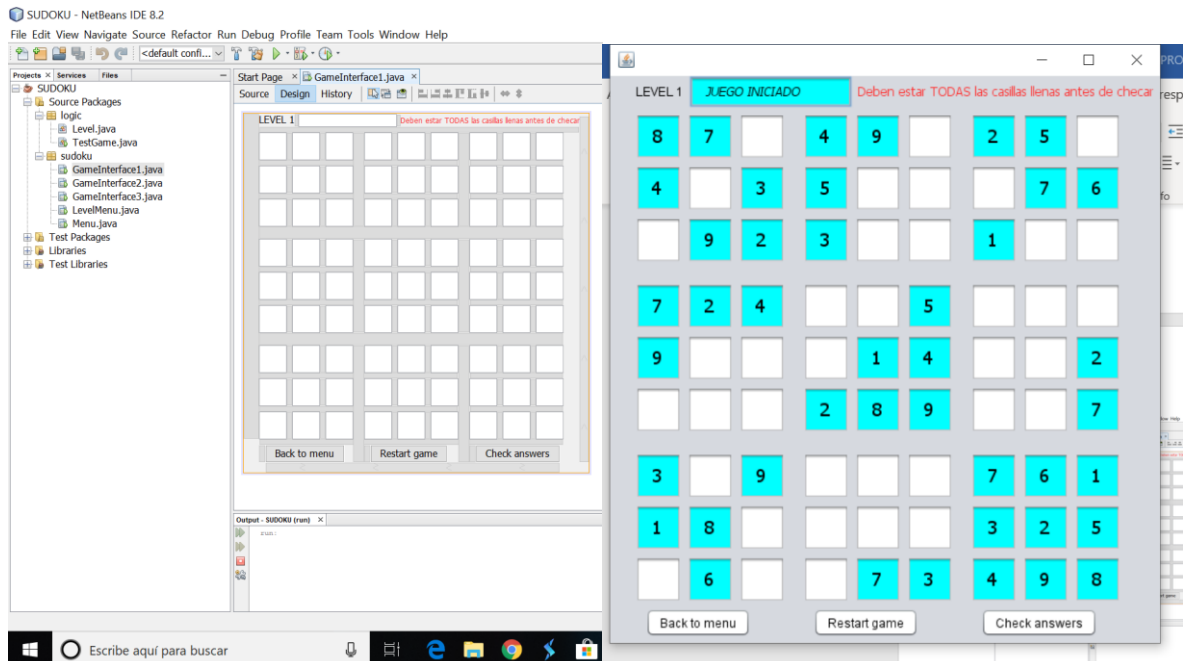 SUDOKU - NetBeans IDE 8.2
File Edit View Navigate Source Refactor Run Debug Profile Team Tools Window Help
<default confi...
Projects × Services Files
SUDOKU
Source Packages
logic
Level.java
TestGame.java
sudoku
GameInterface1.java
GameInterface2.java
GameInterface3.java
LevelMenu.java
Menu.java
Test Packages
Libraries
Test Libraries
Start Page × GameInterface1.java ×
Source Design History
LEVEL 1 Deben estar TODAS las casillas llenas antes de checar
Back to menu Restart game Check answers
Output - SUDOKU (run) ×
run:
Escribe aquí para buscar
LEVEL 1 JUEGO INICIADO Deben estar TODAS las casillas llenas antes de checar
8 7 4 9 2 5
4 3 5 7 6
9 2 3 1
7 2 4 5
9 1 4 2
2 8 9 7
3 9 7 6 1
1 8 3 2 5
6 7 3 4 9 8
Back to menu Restart game Check answers
PRO
resp
fo